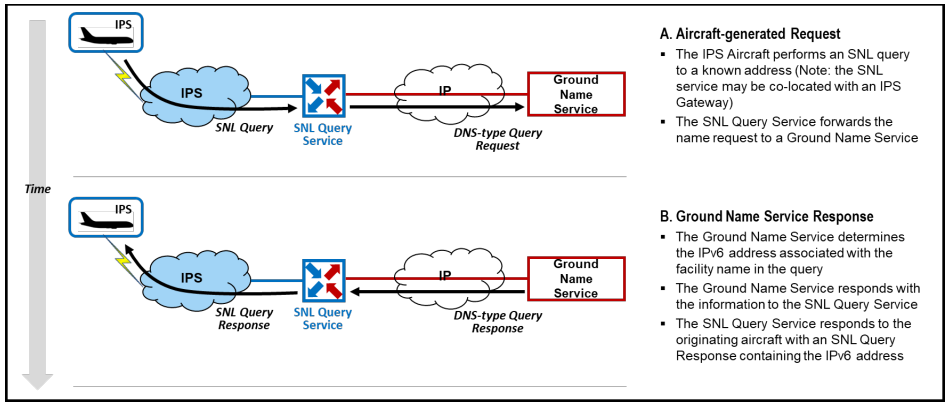 IPS
IPS
SNL Query
SNL Query
Service
IP
DNS-type Query
Request
Ground
Name
Service
A. Aircraft-generated Request
▪ The IPS Aircraft performs an SNL query
to a known address (Note: the SNL
service may be co-located with an IPS
Gateway)
▪ The SNL Query Service forwards the
name request to a Ground Name Service
Time
IPS
IPS
SNL Query
Response
SNL Query
Service
IP
DNS-type Query
Response
Ground
Name
Service
B. Ground Name Service Response
▪ The Ground Name Service determines
the IPv6 address associated with the
facility name in the query
▪ The Ground Name Service responds with
the information to the SNL Query Service
▪ The SNL Query Service responds to the
originating aircraft with an SNL Query
Response containing the IPv6 address